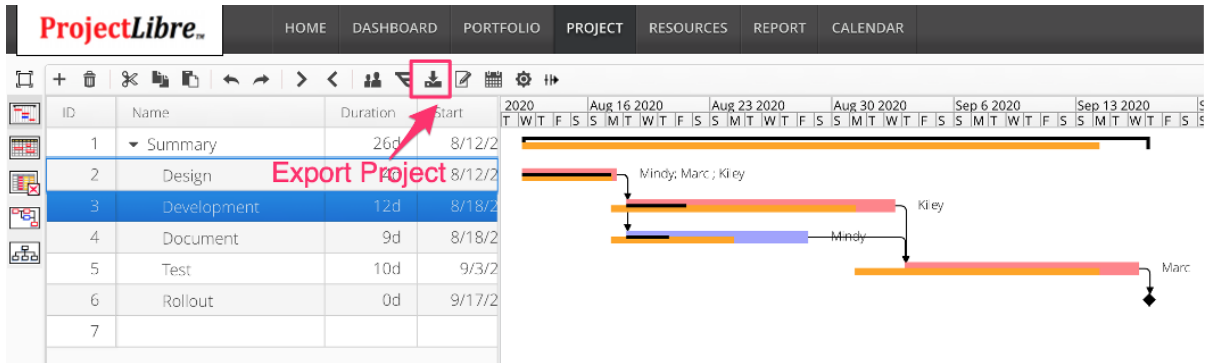 ProjectLibre™ HOME DASHBOARD PORTFOLIO PROJECT RESOURCES REPORT CALENDAR
ID Name Duration Start
2020 Aug 16 2020 Aug 23 2020 Aug 30 2020 Sep 6 2020 Sep 13 2020 S
T W T F S S M T W T F S S M T W T F S S M T W T F S S M T W T F S S M T W T F S S
1 Summary 26d 8/12/2
2 Design 4d 8/12/2 Mindy; Marc ; Kiley
Export Project
3 Development 12d 8/18/2 Kiley
4 Document 9d 8/18/2 Mindy
5 Test 10d 9/3/2 Marc
6 Rollout 0d 9/17/2
7